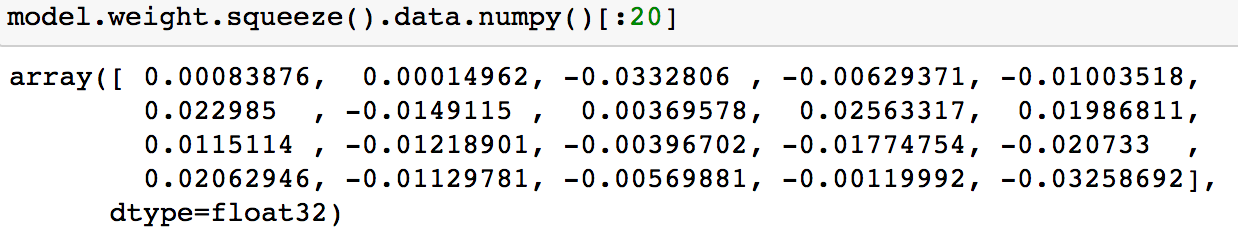 model.weight.squeeze().data.numpy()[:20]
array([ 0.00083876,  0.00014962, -0.0332806 , -0.00629371, -0.01003518,
        0.022985  , -0.0149115 ,  0.00369578,  0.02563317,  0.01986811,
        0.0115114 , -0.01218901, -0.00396702, -0.01774754, -0.020733  ,
        0.02062946, -0.01129781, -0.00569881, -0.00119992, -0.03258692],
      dtype=float32)